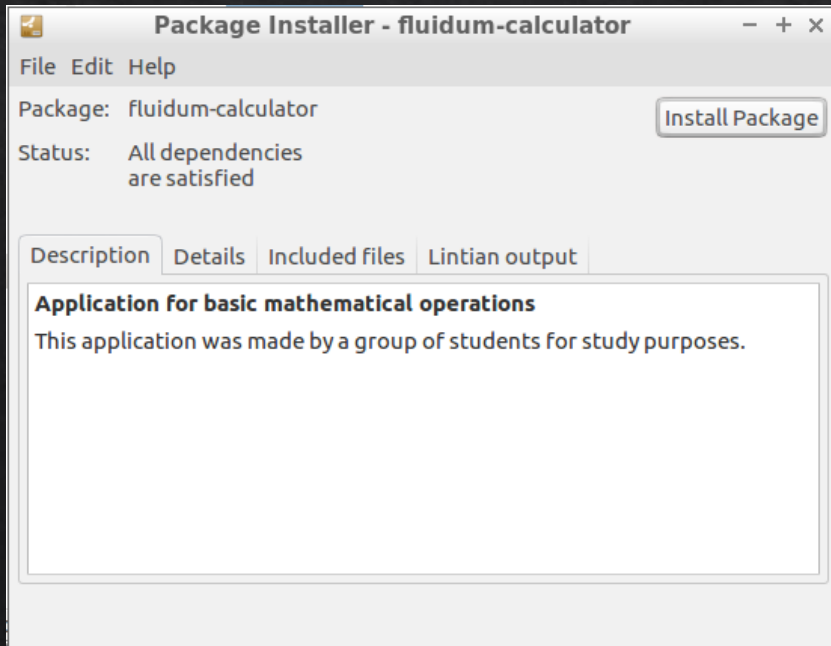 Package Installer - fluidum-calculator
File Edit Help
Package: fluidum-calculator
Install Package
Status: All dependencies
are satisfied
Description Details Included files Lintian output
Application for basic mathematical operations
This application was made by a group of students for study purposes.